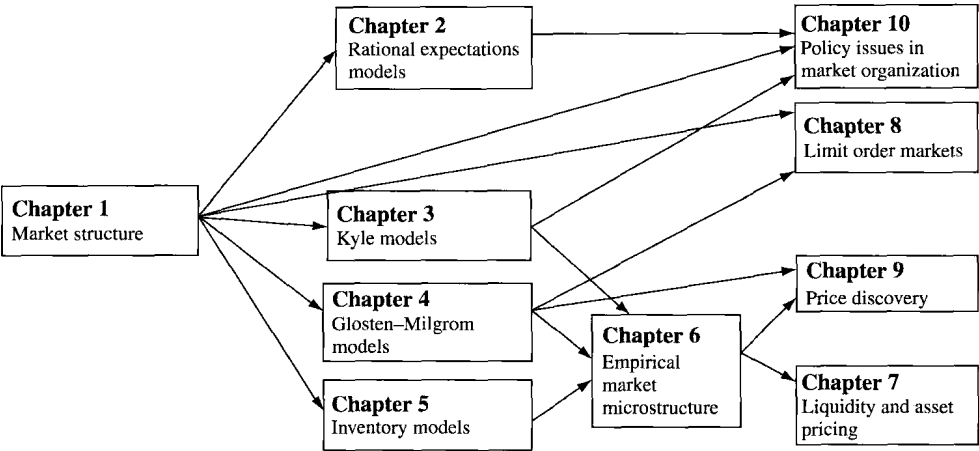 Chapter 1
Market structure
Chapter 2
Rational expectations
models
Chapter 3
Kyle models
Chapter 4
Glosten–Milgrom
models
Chapter 5
Inventory models
Chapter 6
Empirical
market
microstructure
Chapter 10
Policy issues in
market organization
Chapter 8
Limit order markets
Chapter 9
Price discovery
Chapter 7
Liquidity and asset
pricing